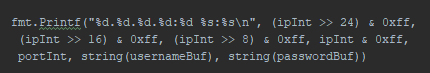 fmt.Printf("%d.%d.%d.%d:%d %s:%s\n", (ipInt >> 24) & 0xff,
(ipInt >> 16) & 0xff, (ipInt >> 8) & 0xff, ipInt & 0xff,
portInt, string(usernameBuf), string(passwordBuf))